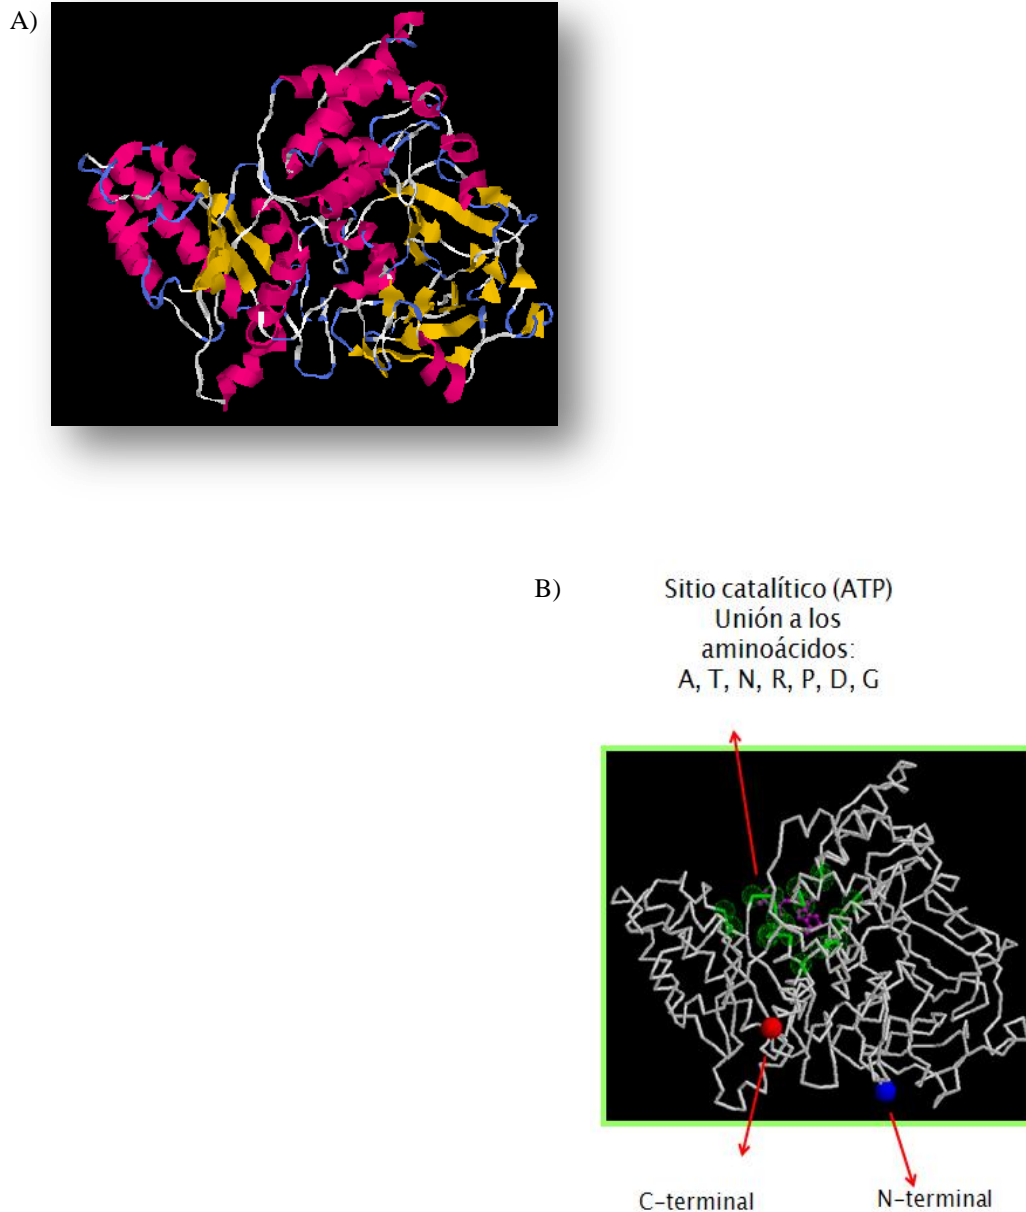 A)
B)
Sitio catalítico (ATP)
Unión a los
aminoácidos:
A, T, N, R, P, D, G
C-terminal
N-terminal